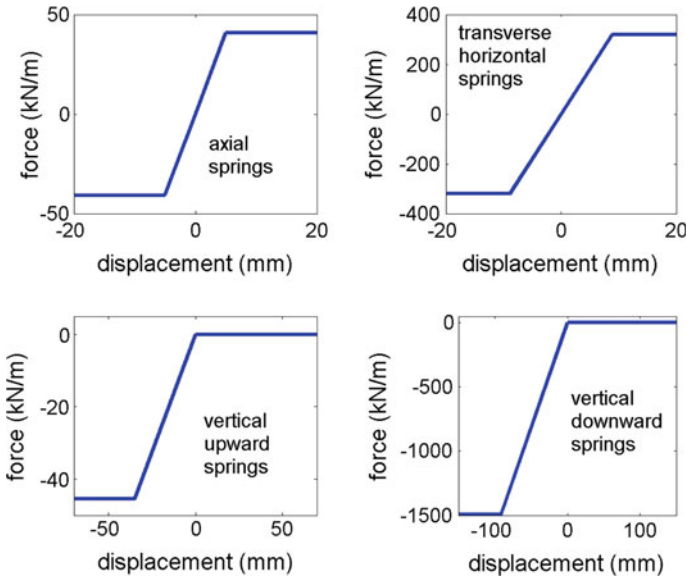 50
0
-50
-20
0
20
force (kN/m)
displacement (mm)
axial
springs
400
200
0
-200
-400
-20
0
20
force (kN/m)
displacement (mm)
transverse
horizontal
springs
0
-20
-40
-50
0
50
force (kN/m)
displacement (mm)
vertical
upward
springs
0
-500
-1000
-1500
-100
0
100
force (kN/m)
displacement (mm)
vertical
downward
springs